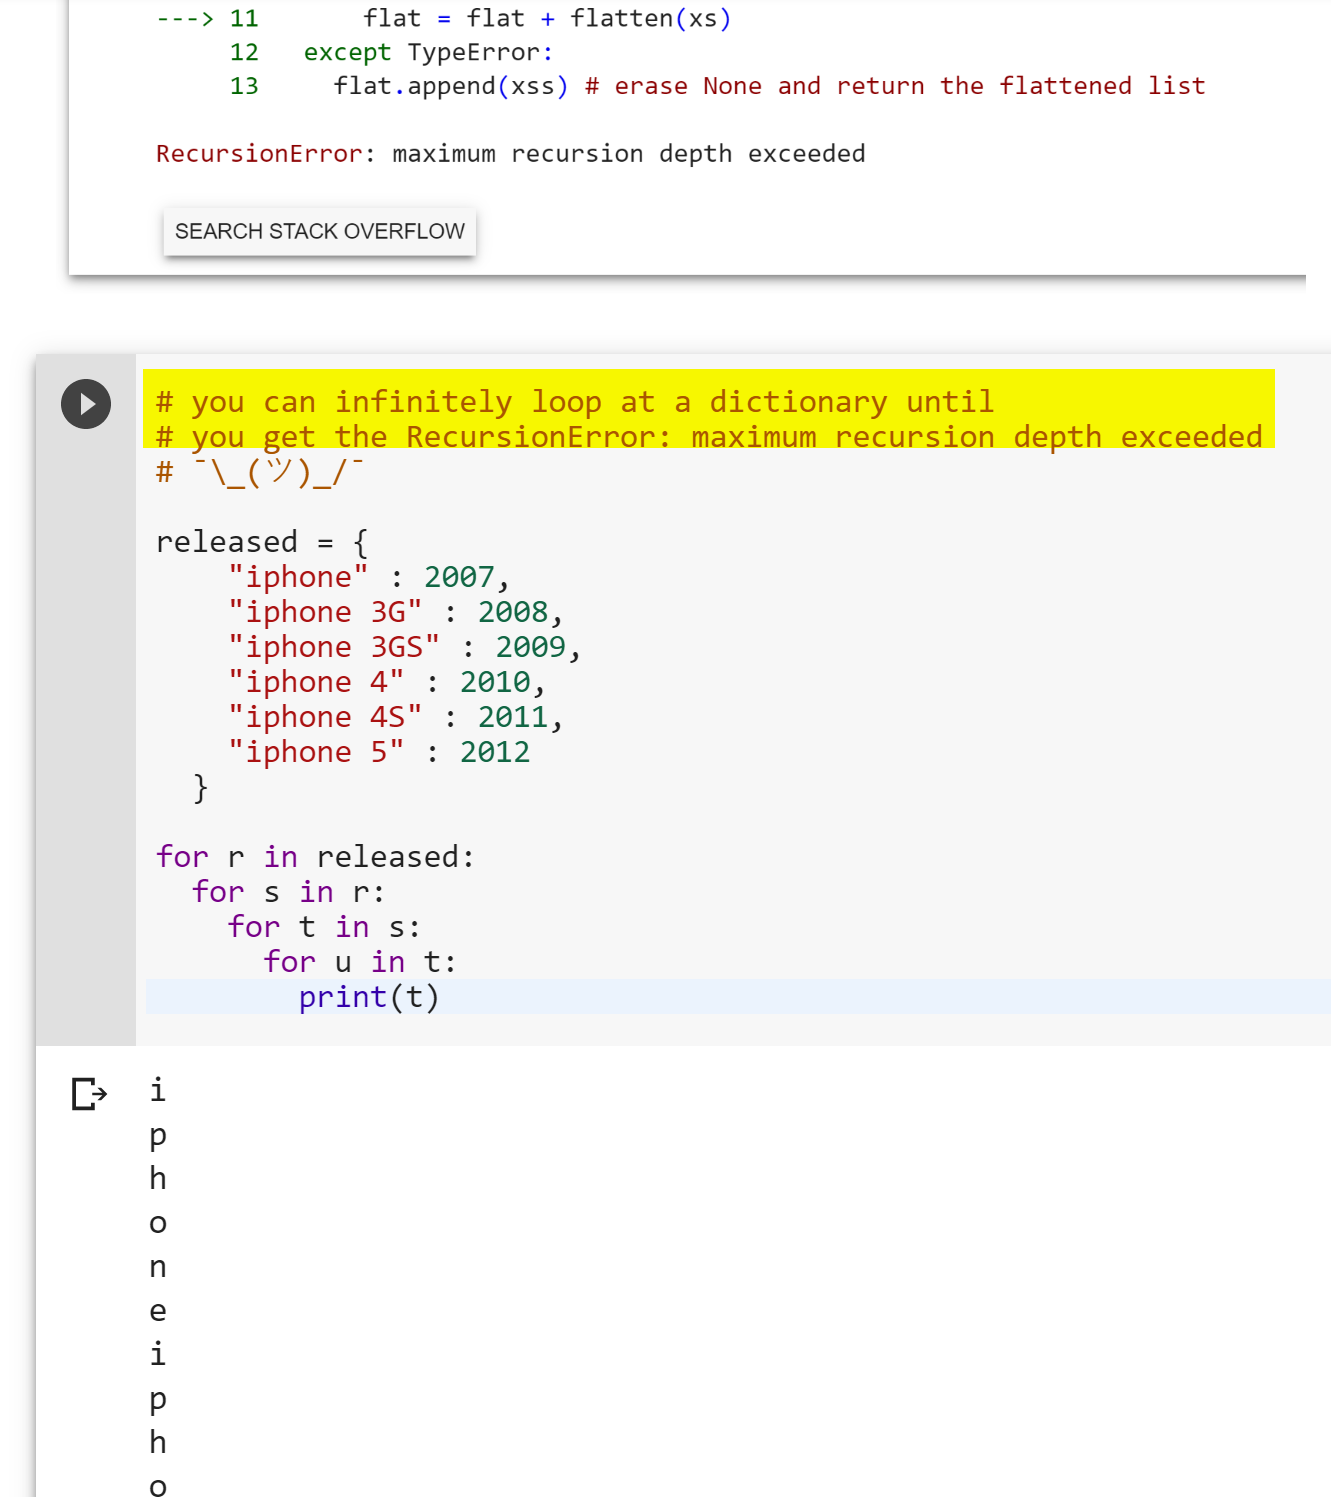 ---> 11       flat = flat + flatten(xs)
     12   except TypeError:
     13     flat.append(xss) # erase None and return the flattened list
RecursionError: maximum recursion depth exceeded
SEARCH STACK OVERFLOW
# you can infinitely loop at a dictionary until
# you get the RecursionError: maximum recursion depth exceeded
# ¯\_(ツ)_/¯
released = {
    "iphone" : 2007,
    "iphone 3G" : 2008,
    "iphone 3GS" : 2009,
    "iphone 4" : 2010,
    "iphone 4S" : 2011,
    "iphone 5" : 2012
  }
for r in released:
  for s in r:
    for t in s:
      for u in t:
        print(t)
i
p
h
o
n
e
i
p
h
o